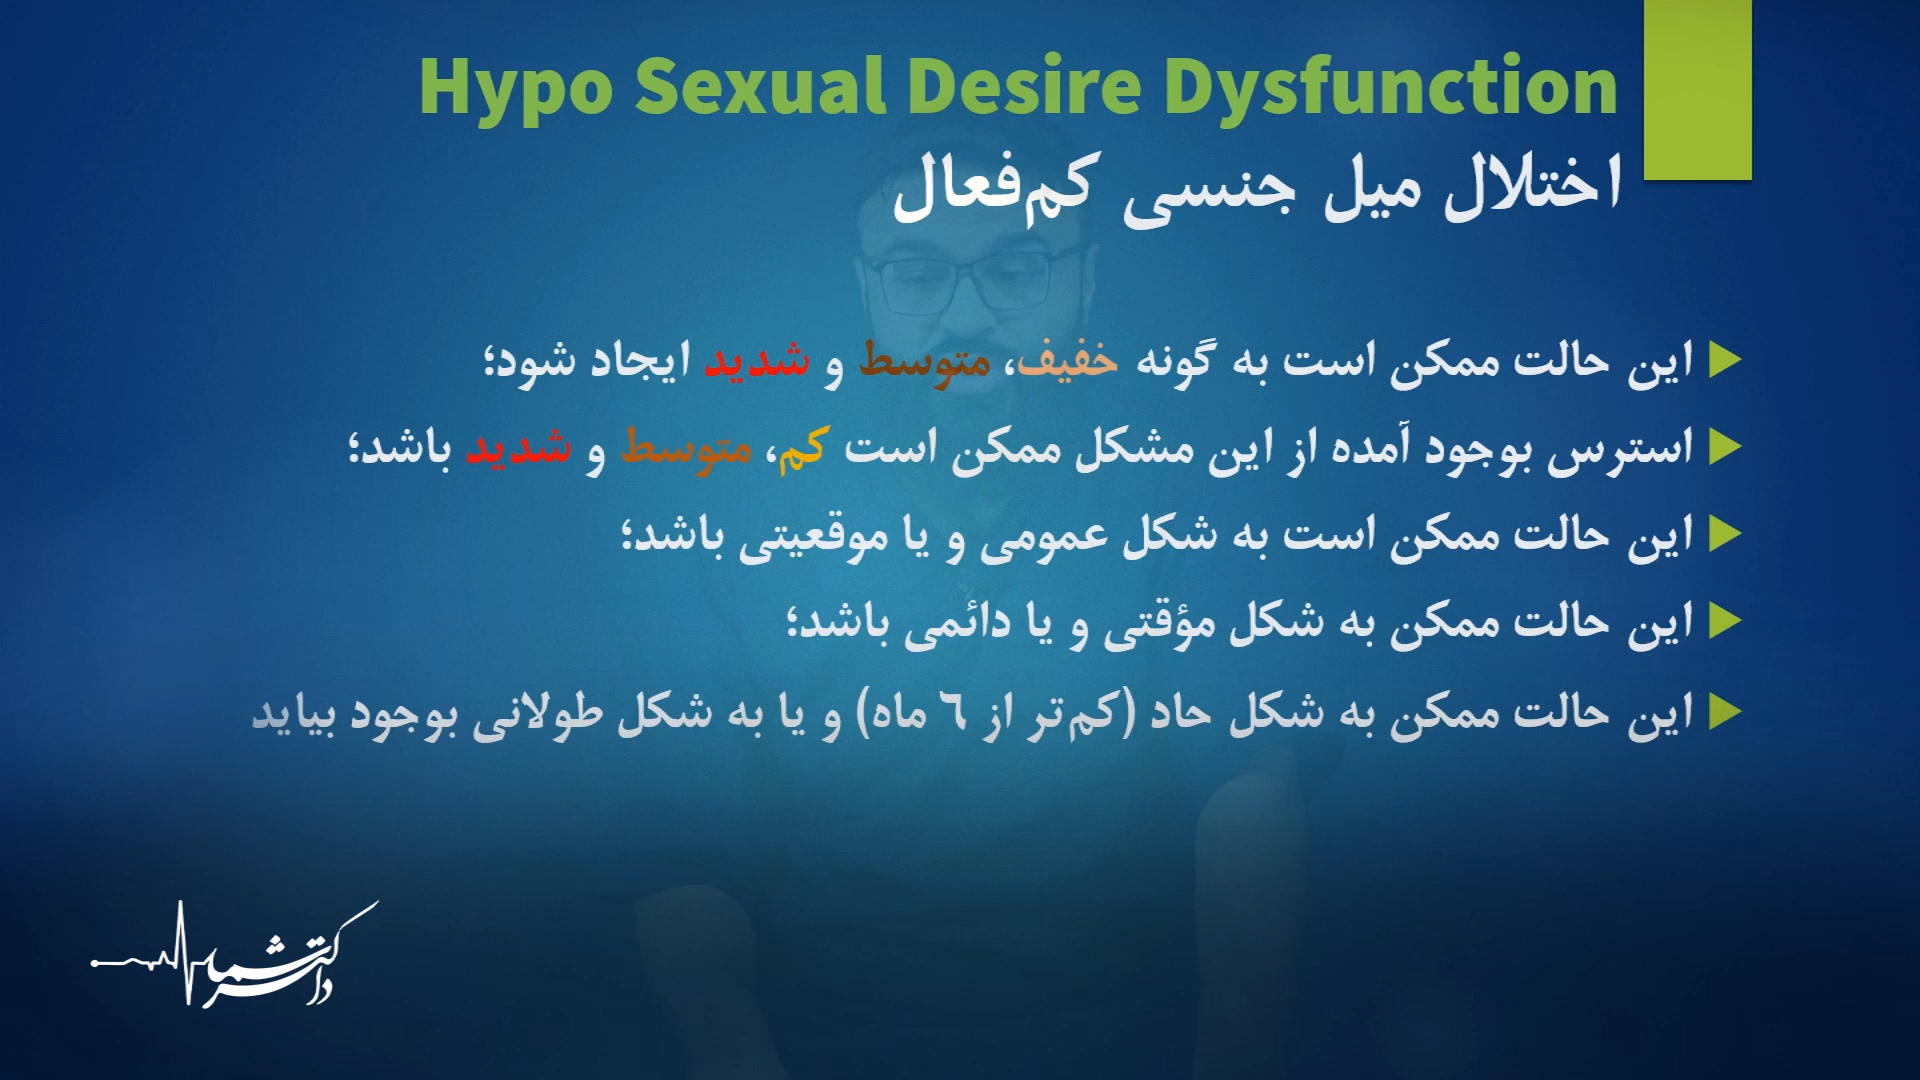 Hypo Sexual Desire Dysfunction
اختلال میل جنسی کم‌فعال
این حالت ممکن است به گونه خفیف، متوسط و شدید ایجاد شود؛
استرس بوجود آمده از این مشکل ممکن است کم، متوسط و شدید باشد؛
این حالت ممکن است به شکل عمومی و یا موقعیتی باشد؛
این حالت ممکن به شکل مؤقتی و یا دائمی باشد؛
این حالت ممکن به شکل حاد (کم‌تر از ٦ ماه) و یا به شکل طولانی بوجود بیاید
داکتر شما